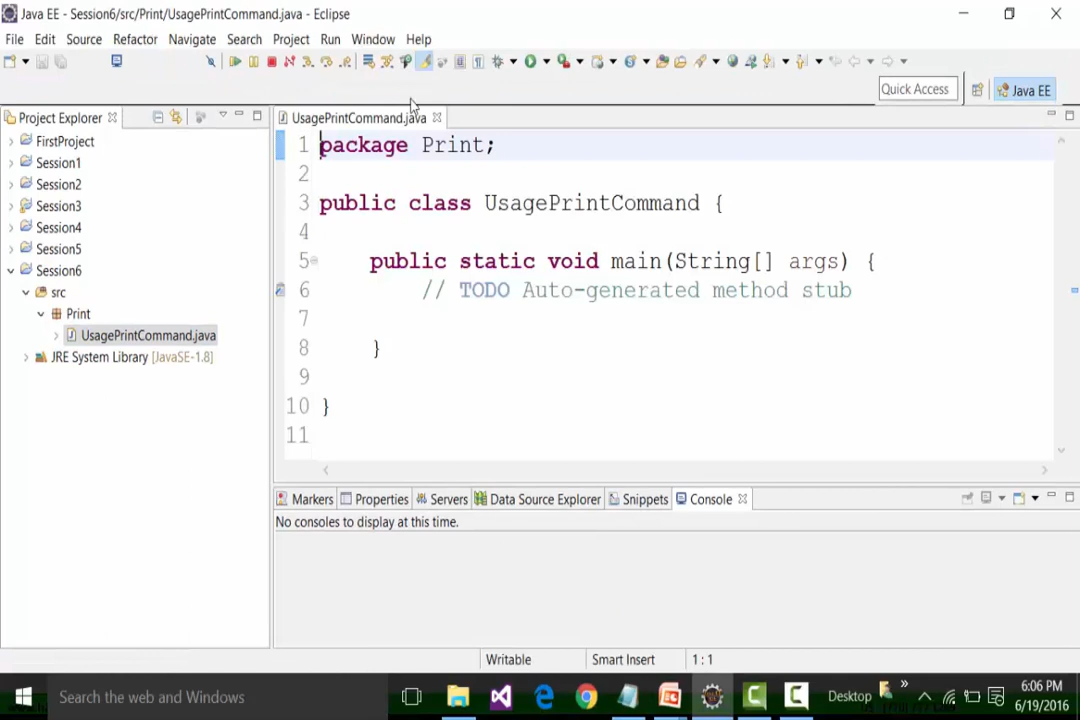 Java EE - Session6/src/Print/UsagePrintCommand.java - Eclipse
File Edit Source Refactor Navigate Search Project Run Window Help
Quick Access
Java EE
Project Explorer
FirstProject
Session1
Session2
Session3
Session4
Session5
Session6
src
Print
UsagePrintCommand.java
JRE System Library [JavaSE-1.8]
UsagePrintCommand.java
1 package Print;
2
3 public class UsagePrintCommand {
4
5 public static void main(String[] args) {
6 // TODO Auto-generated method stub
7
8 }
9
10 }
11
Markers Properties Servers Data Source Explorer Snippets Console
No consoles to display at this time.
Writable Smart Insert 1 : 1
Search the web and Windows
Desktop
6:06 PM
6/19/2016